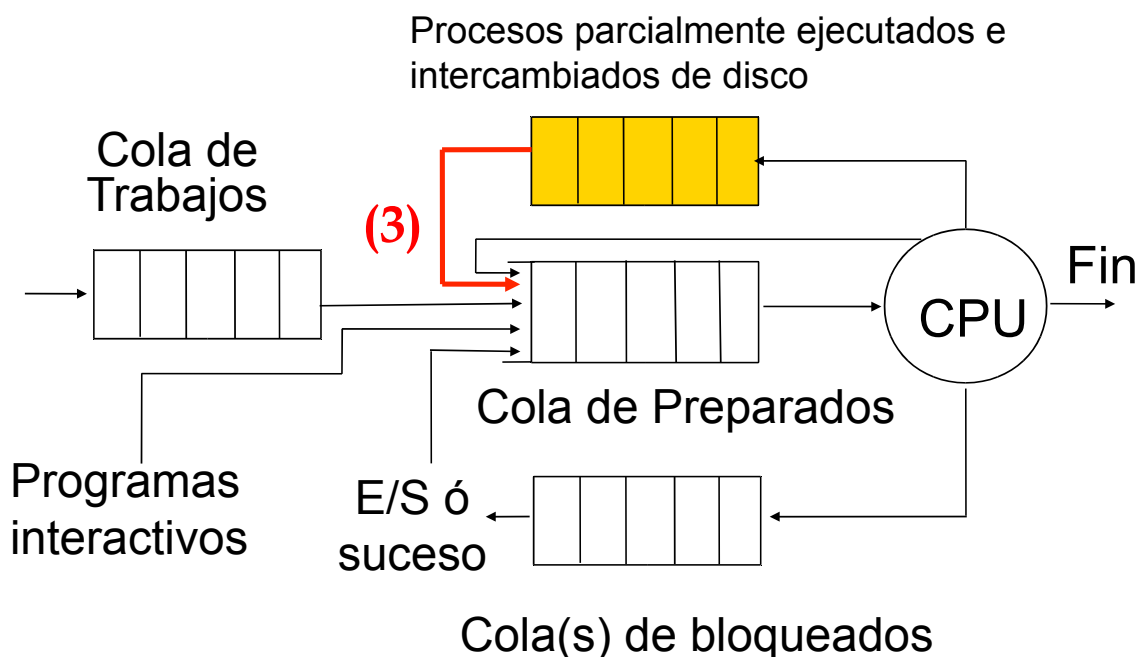 Procesos parcialmente ejecutados e
intercambiados de disco
Cola de
Trabajos
(3)
Fin
CPU
Cola de Preparados
Programas
interactivos
E/S ó
suceso
Cola(s) de bloqueados